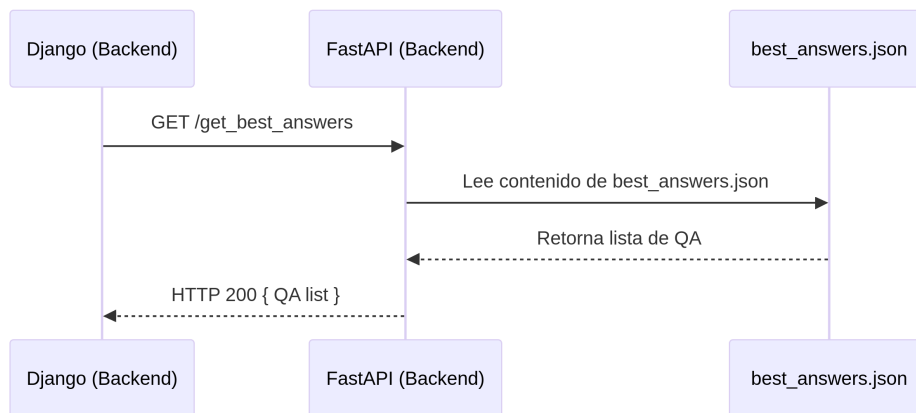 Django (Backend)
FastAPI (Backend)
best_answers.json
GET /get_best_answers
Lee contenido de best_answers.json
Retorna lista de QA
HTTP 200 { QA list }
Django (Backend)
FastAPI (Backend)
best_answers.json